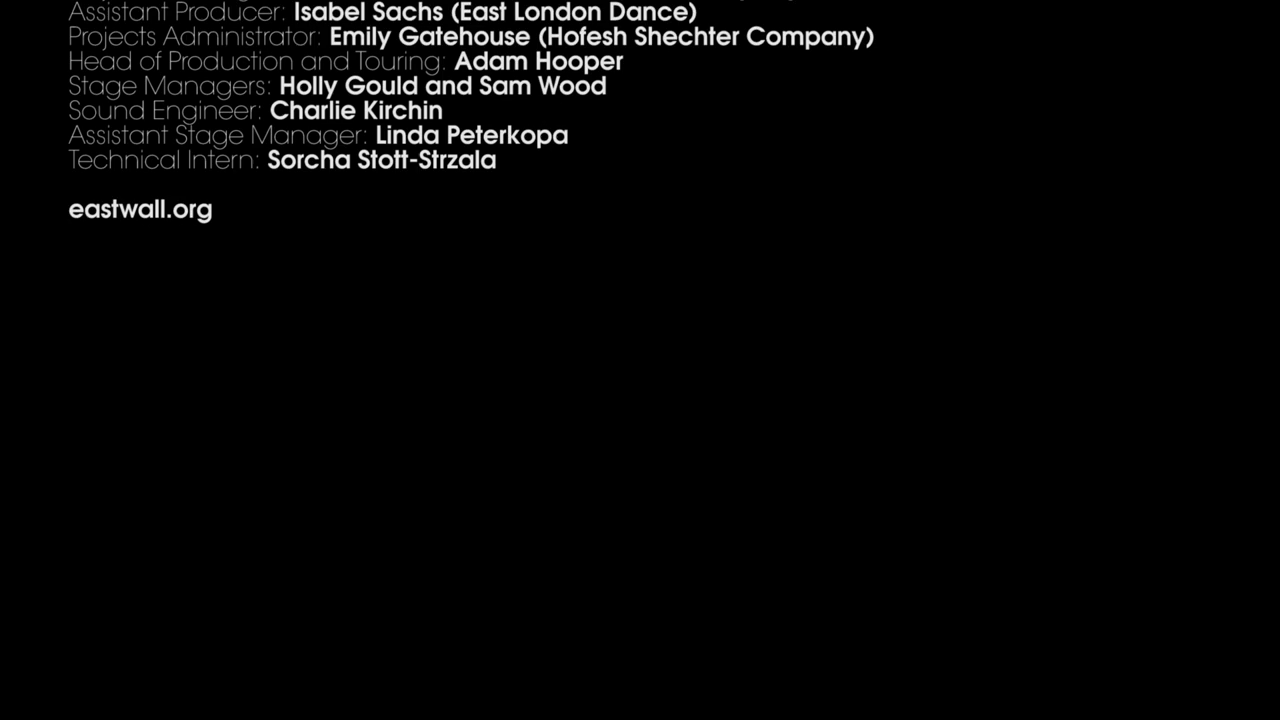 Assistant Producer: Isabel Sachs (East London Dance)
Projects Administrator: Emily Gatehouse (Hofesh Shechter Company)
Head of Production and Touring: Adam Hooper
Stage Managers: Holly Gould and Sam Wood
Sound Engineer: Charlie Kirchin
Assistant Stage Manager: Linda Peterkopa
Technical Intern: Sorcha Stott-Strzala
eastwall.org